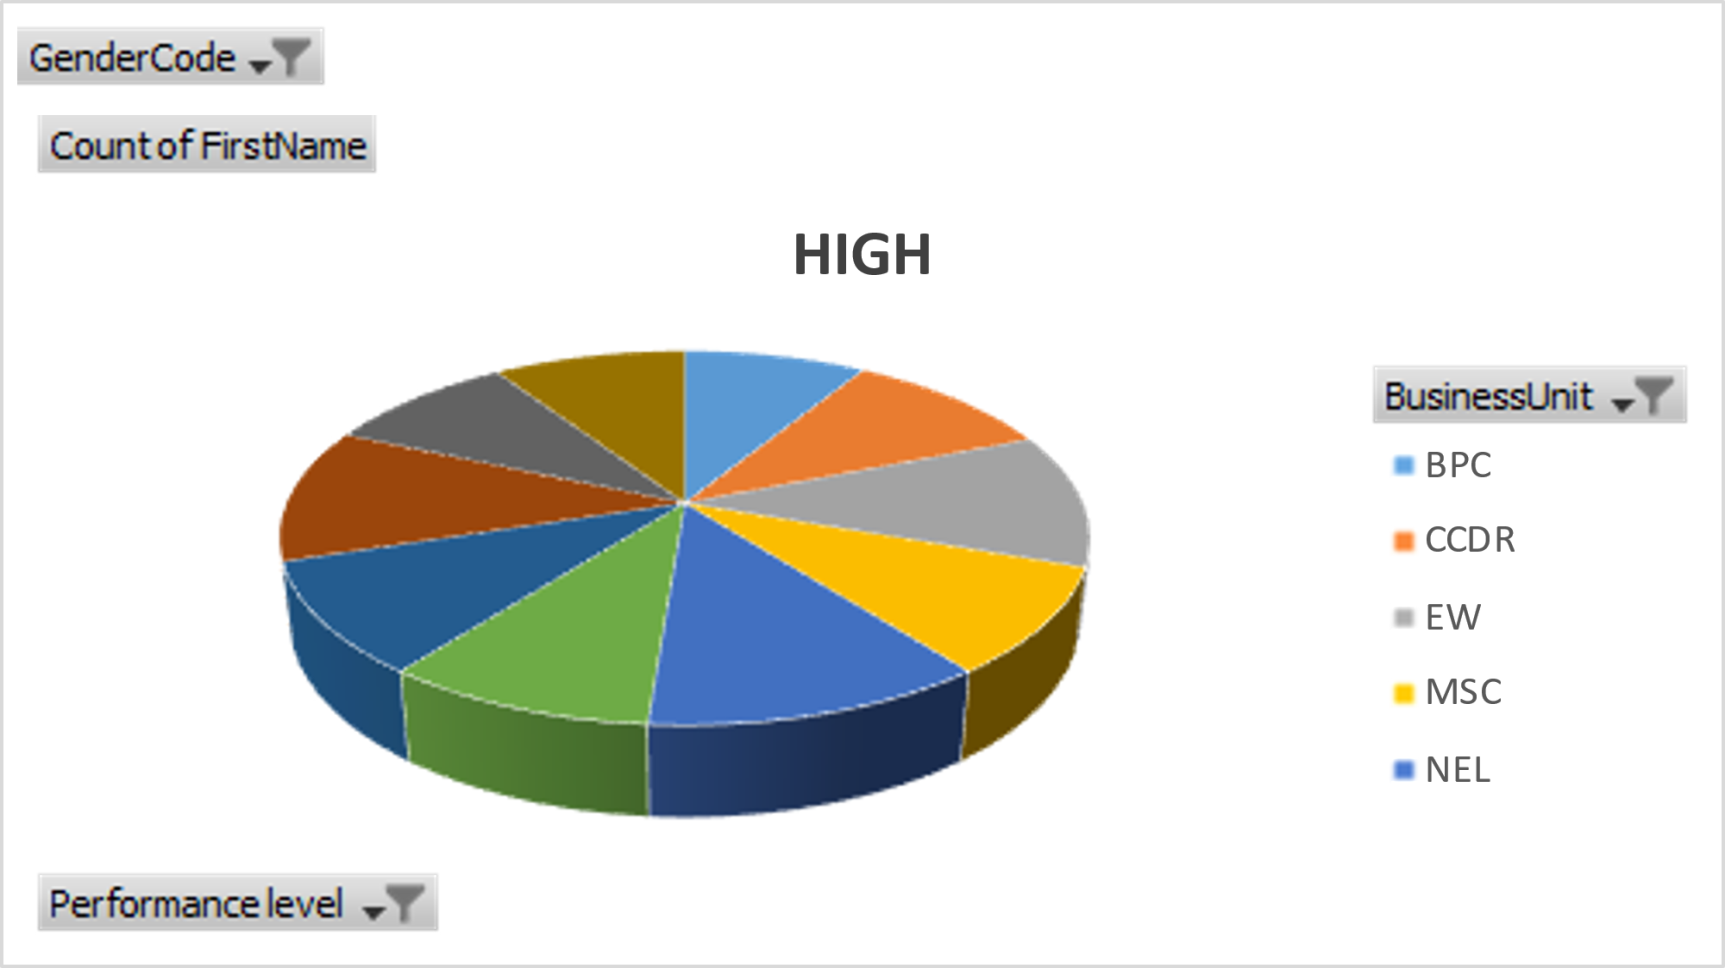 GenderCode
Count of FirstName
HIGH
BusinessUnit
BPC
CCDR
EW
MSC
NEL
Performance level